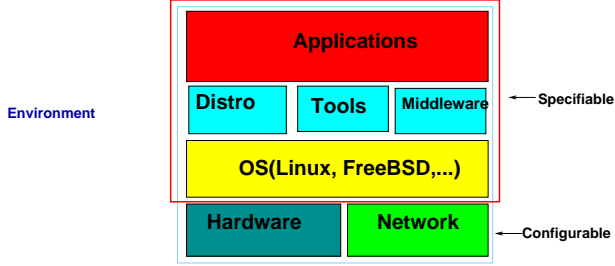 Applications
Distro
Tools
Middleware
Specifiable
Environment
OS(Linux, FreeBSD,...)
Hardware
Network
Configurable